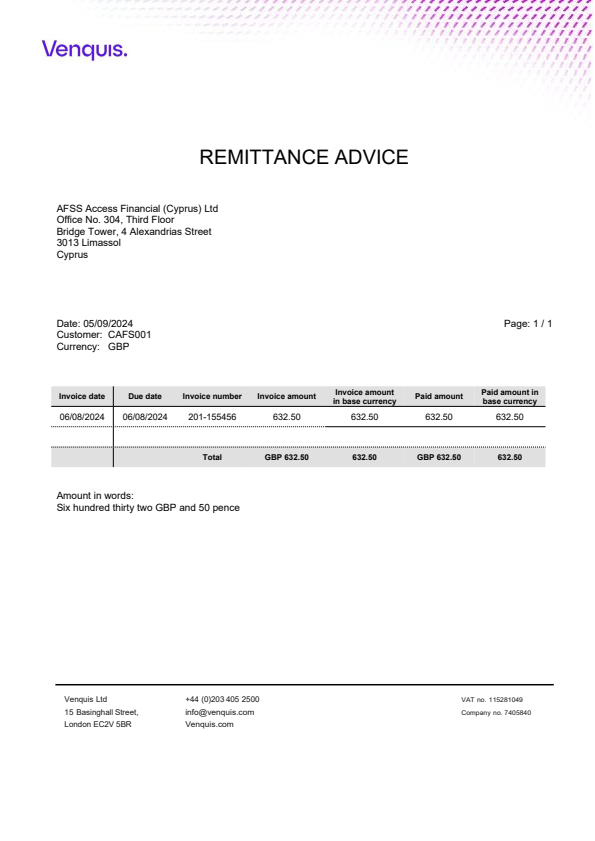 Venquis.
REMITTANCE ADVICE
AFSS Access Financial (Cyprus) Ltd
Office No. 304, Third Floor
Bridge Tower, 4 Alexandrias Street
3013 Limassol
Cyprus
Date: 05/09/2024 Page: 1 / 1
Customer: CAFS001
Currency: GBP
Invoice date Due date Invoice number Invoice amount Invoice amount in base currency Paid amount Paid amount in base currency
06/08/2024 06/08/2024 201-155456 632.50 632.50 632.50 632.50
Total GBP 632.50 632.50 GBP 632.50 632.50
Amount in words:
Six hundred thirty two GBP and 50 pence
Venquis Ltd +44 (0)203 405 2500 VAT no. 115281049
15 Basinghall Street, info@venquis.com Company no. 7405840
London EC2V 5BR Venquis.com